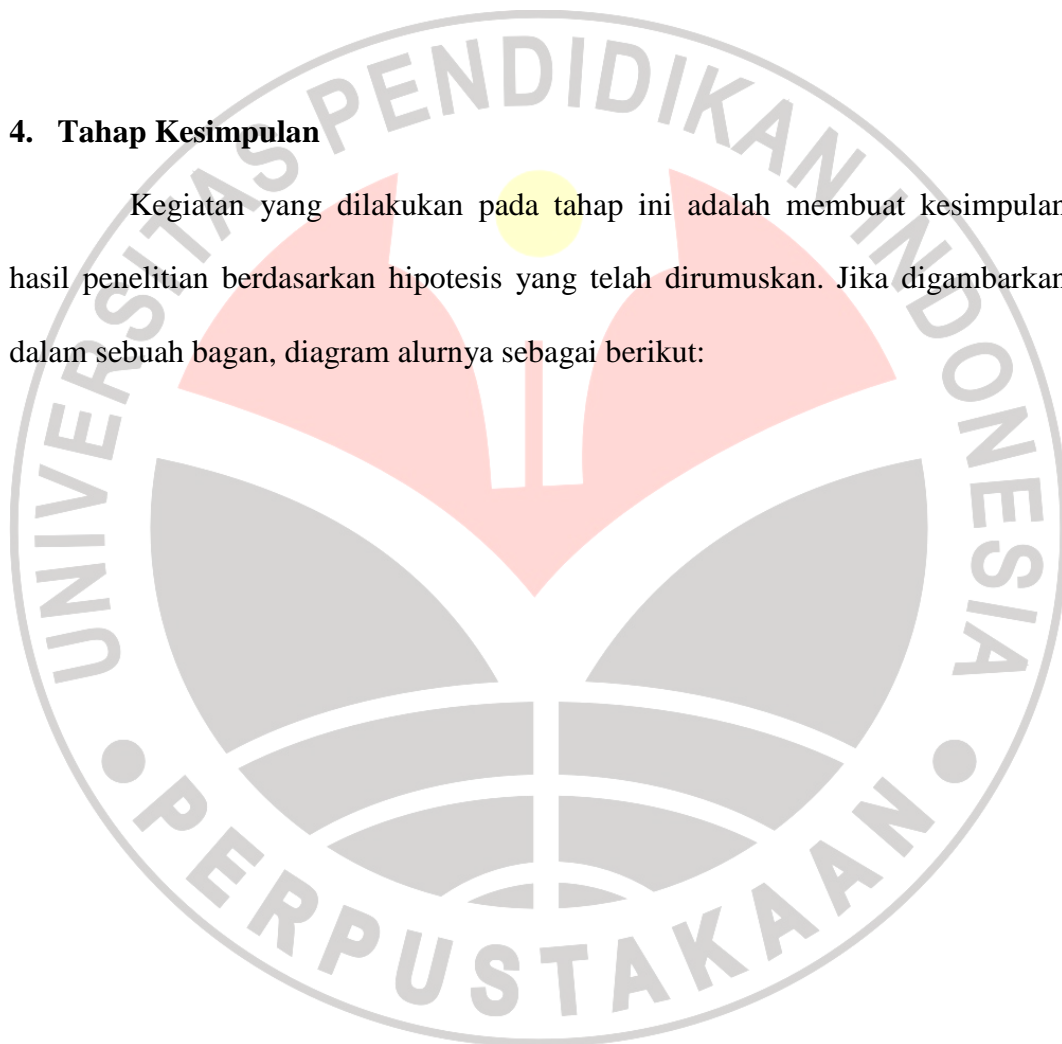 4. Tahap Kesimpulan
Kegiatan yang dilakukan pada tahap ini adalah membuat kesimpulan
hasil penelitian berdasarkan hipotesis yang telah dirumuskan. Jika digambarkan
dalam sebuah bagan, diagram alurnya sebagai berikut:
UNIVERSITAS PENDIDIKAN INDONESIA
PERPUSTAKAAN